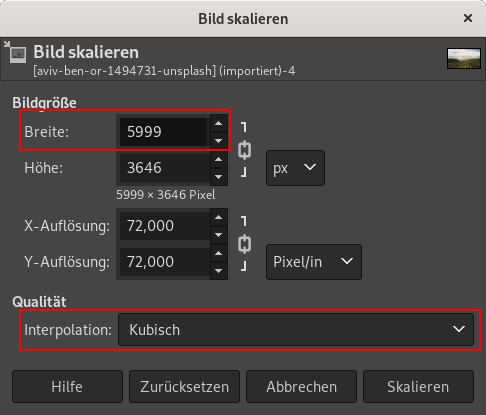 Bild skalieren
Bild skalieren
[aviv-ben-or-1494731-unsplash] (importiert)-4
Bildgröße
Breite: 5999
Höhe: 3646 px
5999 × 3646 Pixel
X-Auflösung: 72,000
Y-Auflösung: 72,000 Pixel/in
Qualität
Interpolation: Kubisch
Hilfe Zurücksetzen Abbrechen Skalieren